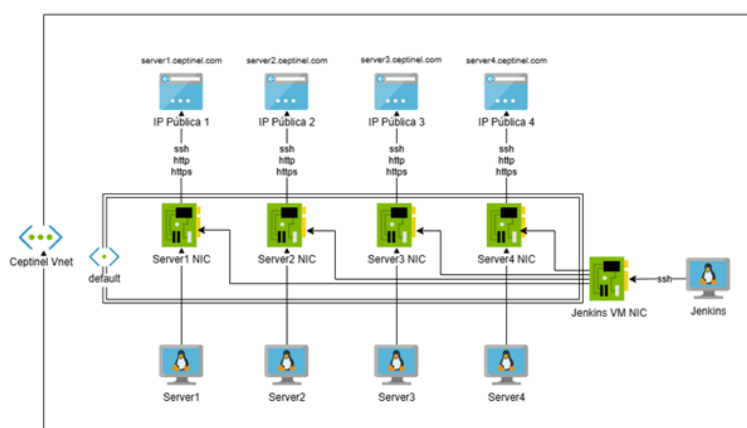 server1.ceptinel.com server2.ceptinel.com server3.ceptinel.com server4.ceptinel.com
IP Pública 1 IP Pública 2 IP Pública 3 IP Pública 4
ssh ssh ssh ssh
http http http http
https https https https
Ceptinel Vnet
default
Server1 NIC Server2 NIC Server3 NIC Server4 NIC
ssh
Jenkins VM NIC Jenkins
Server1 Server2 Server3 Server4